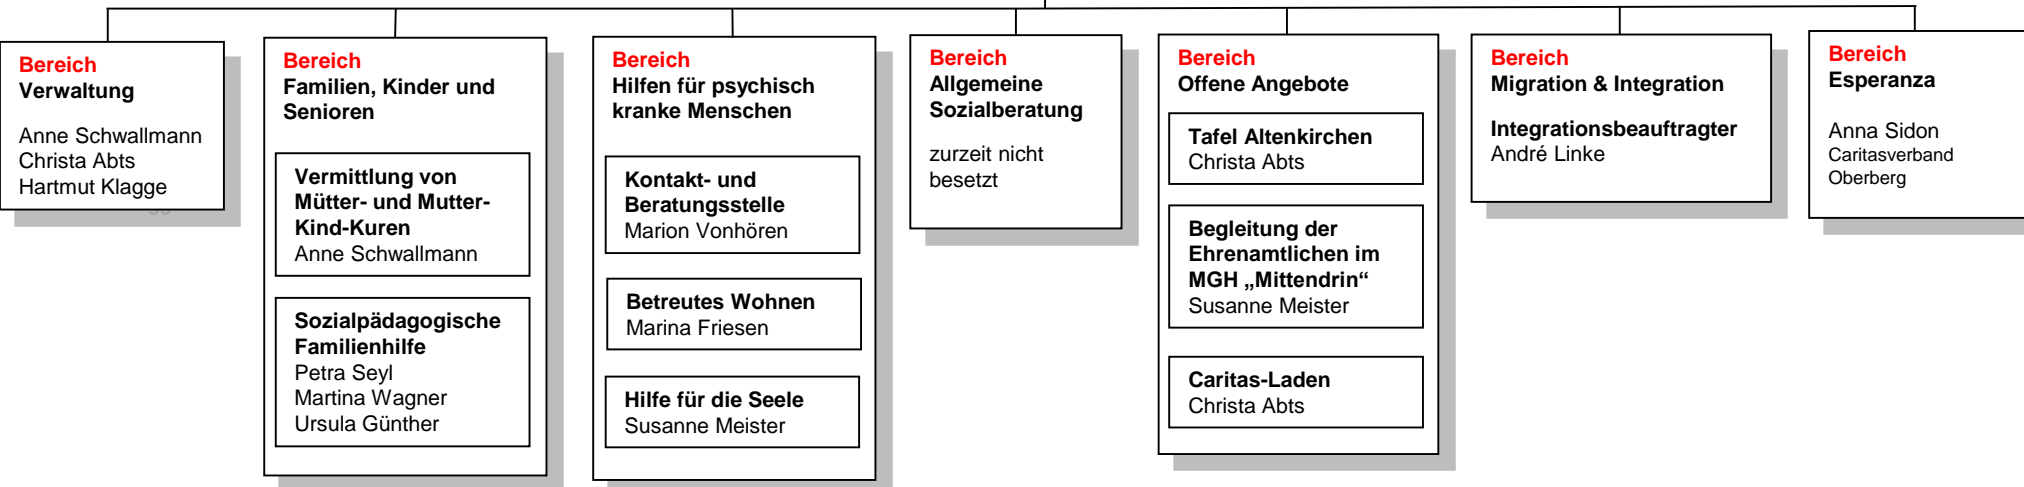 Bereich
Verwaltung
Anne Schwallmann
Christa Abts
Hartmut Klagge
Bereich
Familien, Kinder und
Senioren
Vermittlung von
Mütter- und Mutter-
Kind-Kuren
Anne Schwallmann
Sozialpädagogische
Familienhilfe
Petra Seyl
Martina Wagner
Ursula Günther
Bereich
Hilfen für psychisch
kranke Menschen
Kontakt- und
Beratungsstelle
Marion Vonhören
Betreutes Wohnen
Marina Friesen
Hilfe für die Seele
Susanne Meister
Bereich
Allgemeine
Sozialberatung
zurzeit nicht
besetzt
Bereich
Offene Angebote
Tafel Altenkirchen
Christa Abts
Begleitung der
Ehrenamtlichen im
MGH „Mittendrin“
Susanne Meister
Caritas-Laden
Christa Abts
Bereich
Migration & Integration
Integrationsbeauftragter
André Linke
Bereich
Esperanza
Anna Sidon
Caritasverband
Oberberg